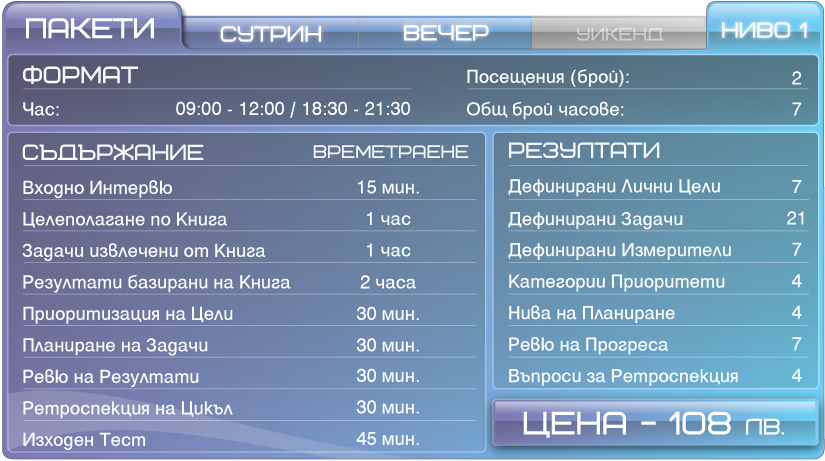 ПАКЕТИ СУТРИН ВЕЧЕР УИКЕНД НИВО 1
ФОРМАТ
Час: 09:00 - 12:00 / 18:30 - 21:30
Посещения (брой): 2
Общ брой часове: 7
СЪДЪРЖАНИЕ ВРЕМЕТРАЕНЕ
Входно Интервю 15 мин.
Целеполагане по Книга 1 час
Задачи извлечени от Книга 1 час
Резултати базирани на Книга 2 часа
Приоритизация на Цели 30 мин.
Планиране на Задачи 30 мин.
Ревю на Резултати 30 мин.
Ретроспекция на Цикъл 30 мин.
Изходен Тест 45 мин.
РЕЗУЛТАТИ
Дефинирани Лични Цели 7
Дефинирани Задачи 21
Дефинирани Измерители 7
Категории Приоритети 4
Нива на Планиране 4
Ревю на Прогреса 7
Въпроси за Ретроспекция 4
ЦЕНА - 108 ЛВ.